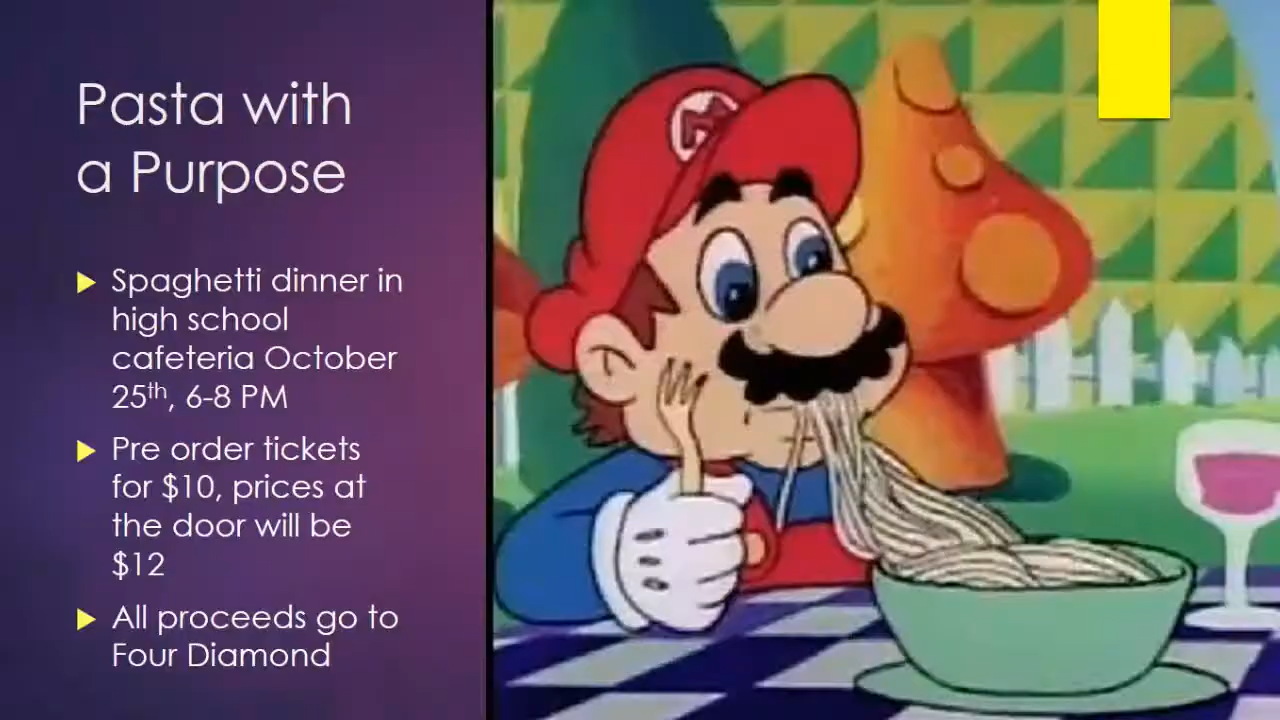 Pasta with
a Purpose
Spaghetti dinner in
high school
cafeteria October
25th, 6-8 PM
Pre order tickets
for $10, prices at
the door will be
$12
All proceeds go to
Four Diamond
M